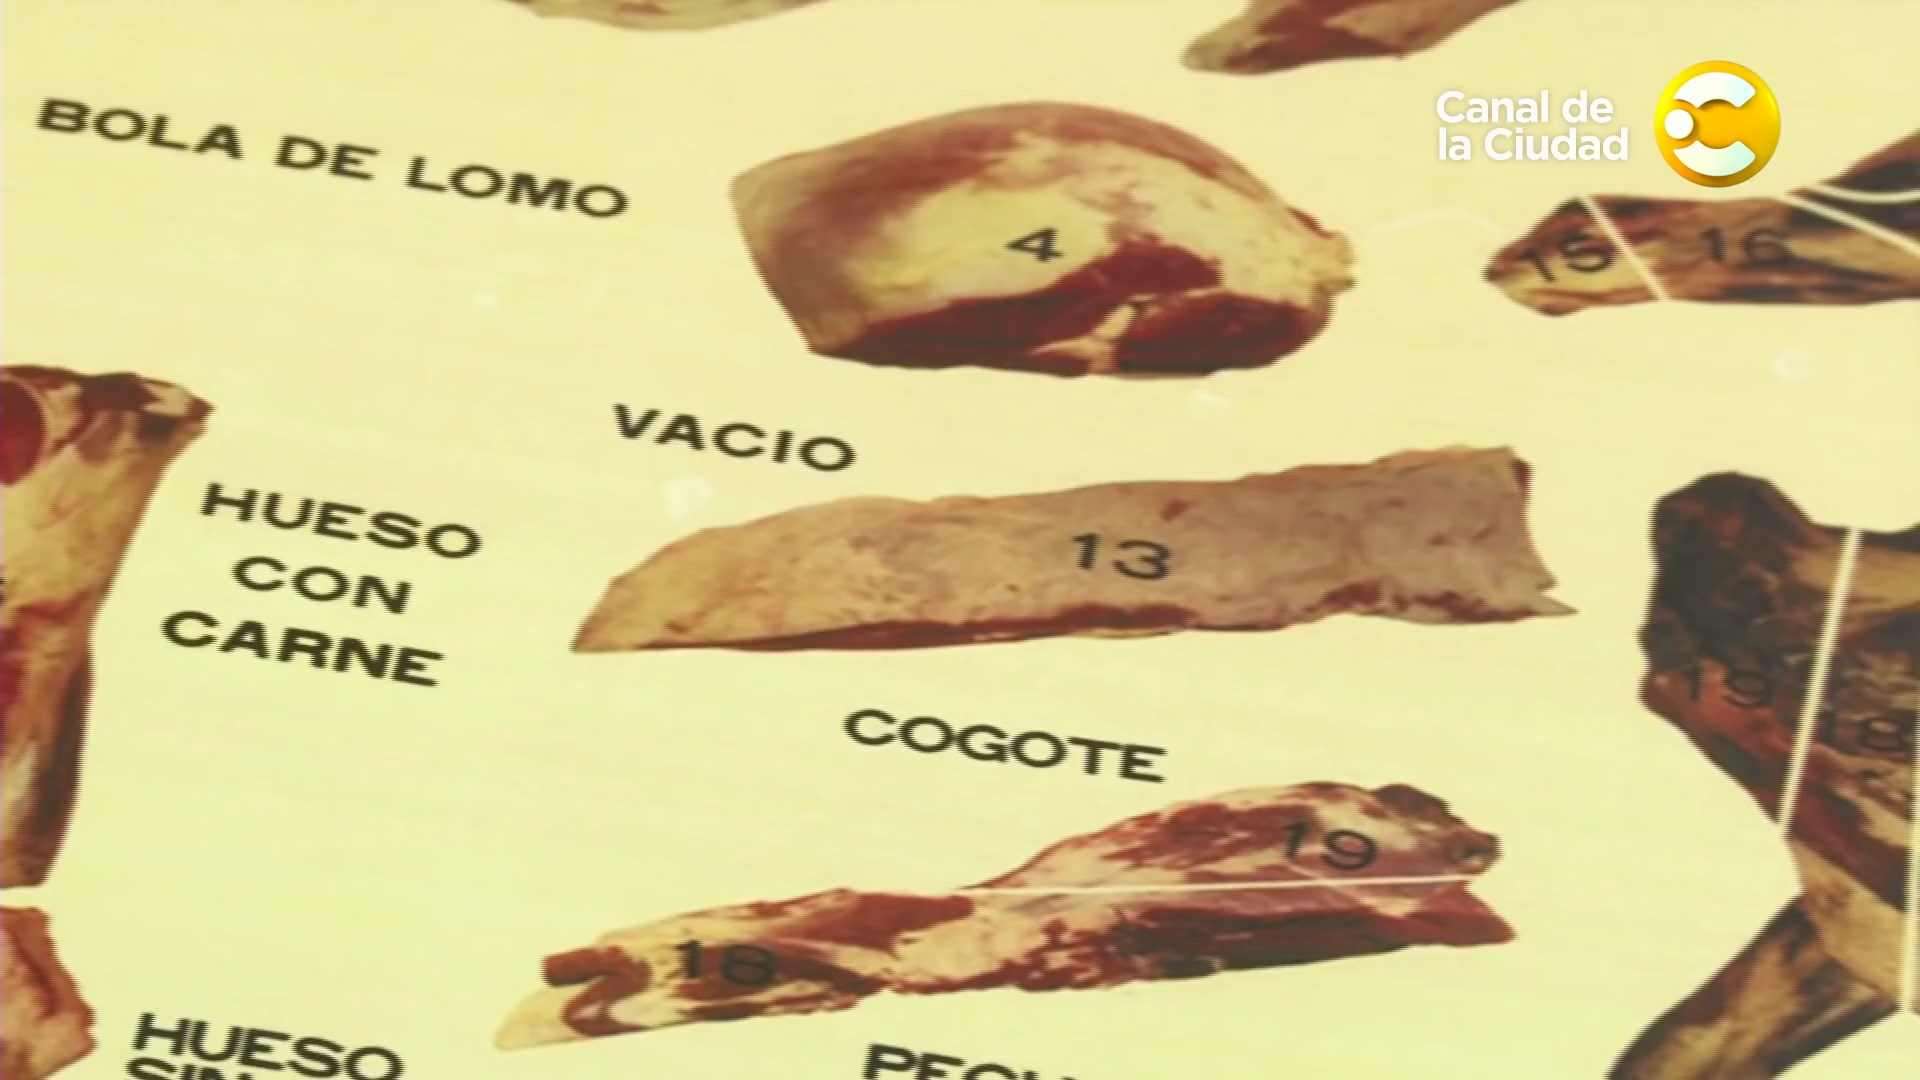 Canal de
la Ciudad
BOLA DE LOMO
4
15 16
VACIO
HUESO
CON
CARNE
13
19 18
COGOTE
19
18
HUESO